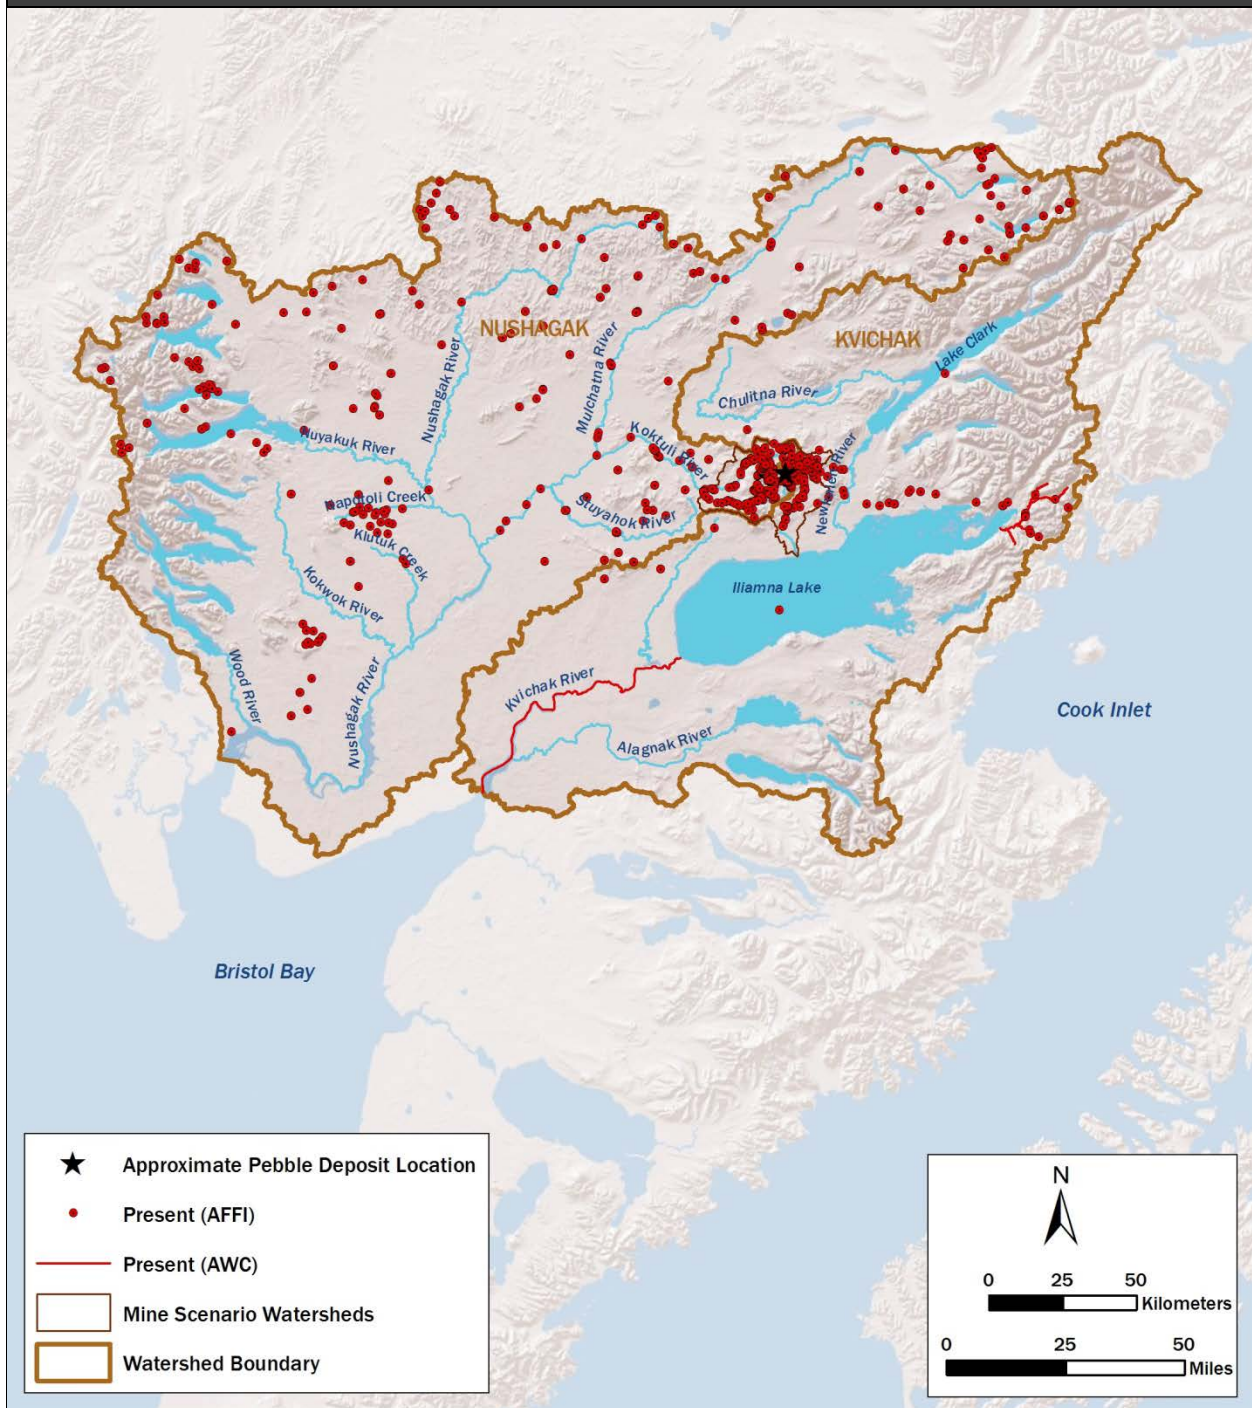 NUSHAGAK
KVICHAK
Lake Clark
Chulitna River
Mulchatna River
Nushagak River
Nuyakuk River
Koktuli River
Newhalen River
Napotoli Creek
Stuyahok River
Klutuk Creek
Kokwok River
Iliamna Lake
Wood River
Nushagak River
Kvichak River
Alagnak River
Cook Inlet
Bristol Bay
Approximate Pebble Deposit Location
Present (AFFI)
Present (AWC)
Mine Scenario Watersheds
Watershed Boundary
N
0 25 50
Kilometers
0 25 50
Miles